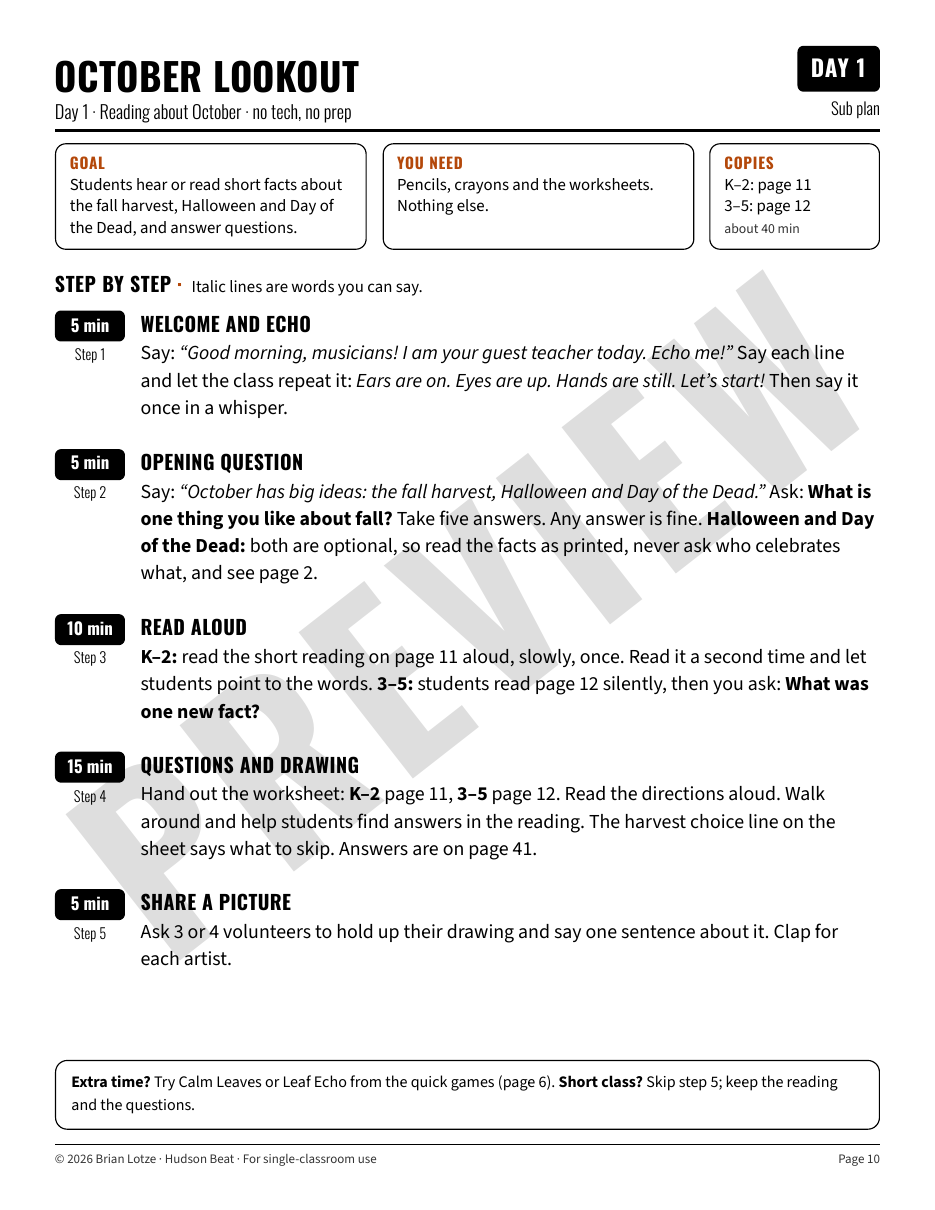 OCTOBER LOOKOUT
DAY 1
Day 1 · Reading about October · no tech, no prep
Sub plan
GOAL
Students hear or read short facts about
the fall harvest, Halloween and Day of
the Dead, and answer questions.
YOU NEED
Pencils, crayons and the worksheets.
Nothing else.
COPIES
K–2: page 11
3–5: page 12
about 40 min
STEP BY STEP · Italic lines are words you can say.
5 min
Step 1
WELCOME AND ECHO
Say: “Good morning, musicians! I am your guest teacher today. Echo me!” Say each line
and let the class repeat it: Ears are on. Eyes are up. Hands are still. Let’s start! Then say it
once in a whisper.
5 min
Step 2
OPENING QUESTION
Say: “October has big ideas: the fall harvest, Halloween and Day of the Dead.” Ask: What is
one thing you like about fall? Take five answers. Any answer is fine. Halloween and Day
of the Dead: both are optional, so read the facts as printed, never ask who celebrates
what, and see page 2.
10 min
Step 3
READ ALOUD
K–2: read the short reading on page 11 aloud, slowly, once. Read it a second time and let
students point to the words. 3–5: students read page 12 silently, then you ask: What was
one new fact?
15 min
Step 4
QUESTIONS AND DRAWING
Hand out the worksheet: K–2 page 11, 3–5 page 12. Read the directions aloud. Walk
around and help students find answers in the reading. The harvest choice line on the
sheet says what to skip. Answers are on page 41.
5 min
Step 5
SHARE A PICTURE
Ask 3 or 4 volunteers to hold up their drawing and say one sentence about it. Clap for
each artist.
PREVIEW
Extra time? Try Calm Leaves or Leaf Echo from the quick games (page 6). Short class? Skip step 5; keep the reading
and the questions.
© 2026 Brian Lotze · Hudson Beat · For single-classroom use
Page 10